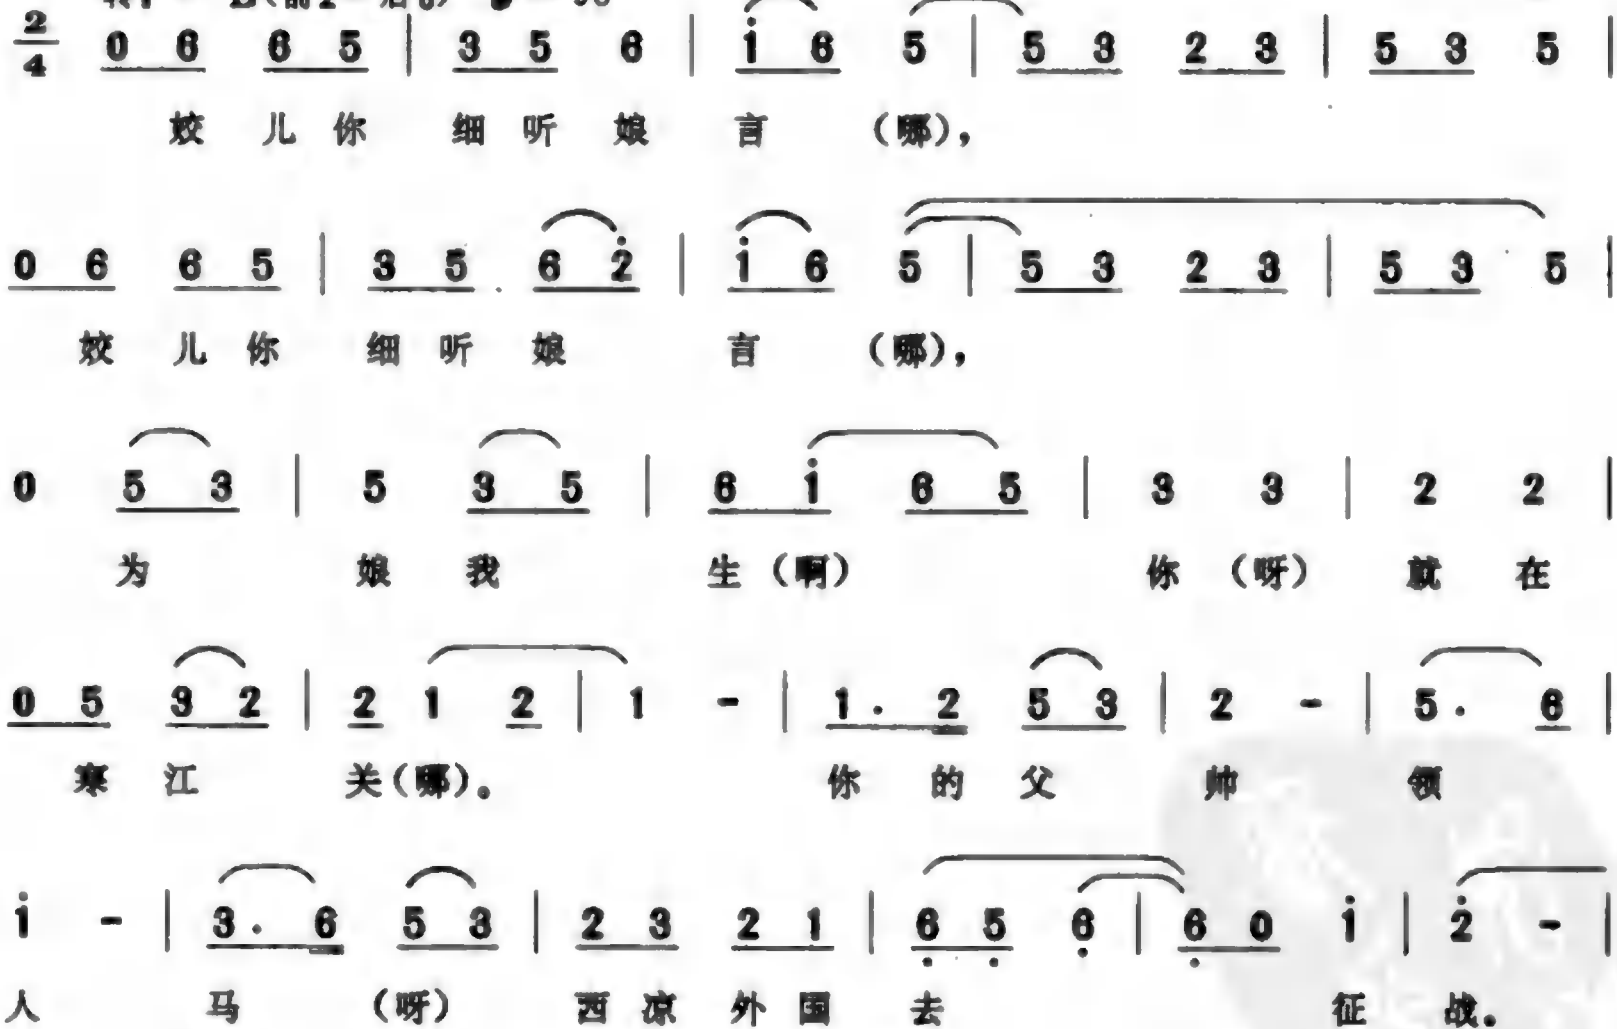 2/4 0 6 6 5 | 3 5 6 | i 6 5 | 5 3 2 3 | 5 3 5 |
姣 儿 你 细 听 娘 言 （哪），
0 6 6 5 | 3 5 6 2̇ | i 6 5 | 5 3 2 3 | 5 3 5 |
姣 儿 你 细 听 娘 言 （哪），
0 5 3 | 5 3 5 | 6 i 6 5 | 3 3 | 2 2 |
为 娘 我 生（啊） 你（呀） 就 在
0 5 3 2 | 2 1 2 | 1 - | 1. 2 5 3 | 2 - | 5. 6 |
寒 江 关（哪）。 你 的 父 帅 领
i - | 3. 6 5 3 | 2 3 2 1 | 6̣ 5̣ 6̣ | 6̣ 0 i | 2̇ - |
人 马 （呀） 西 凉 外 国 去 征 战。